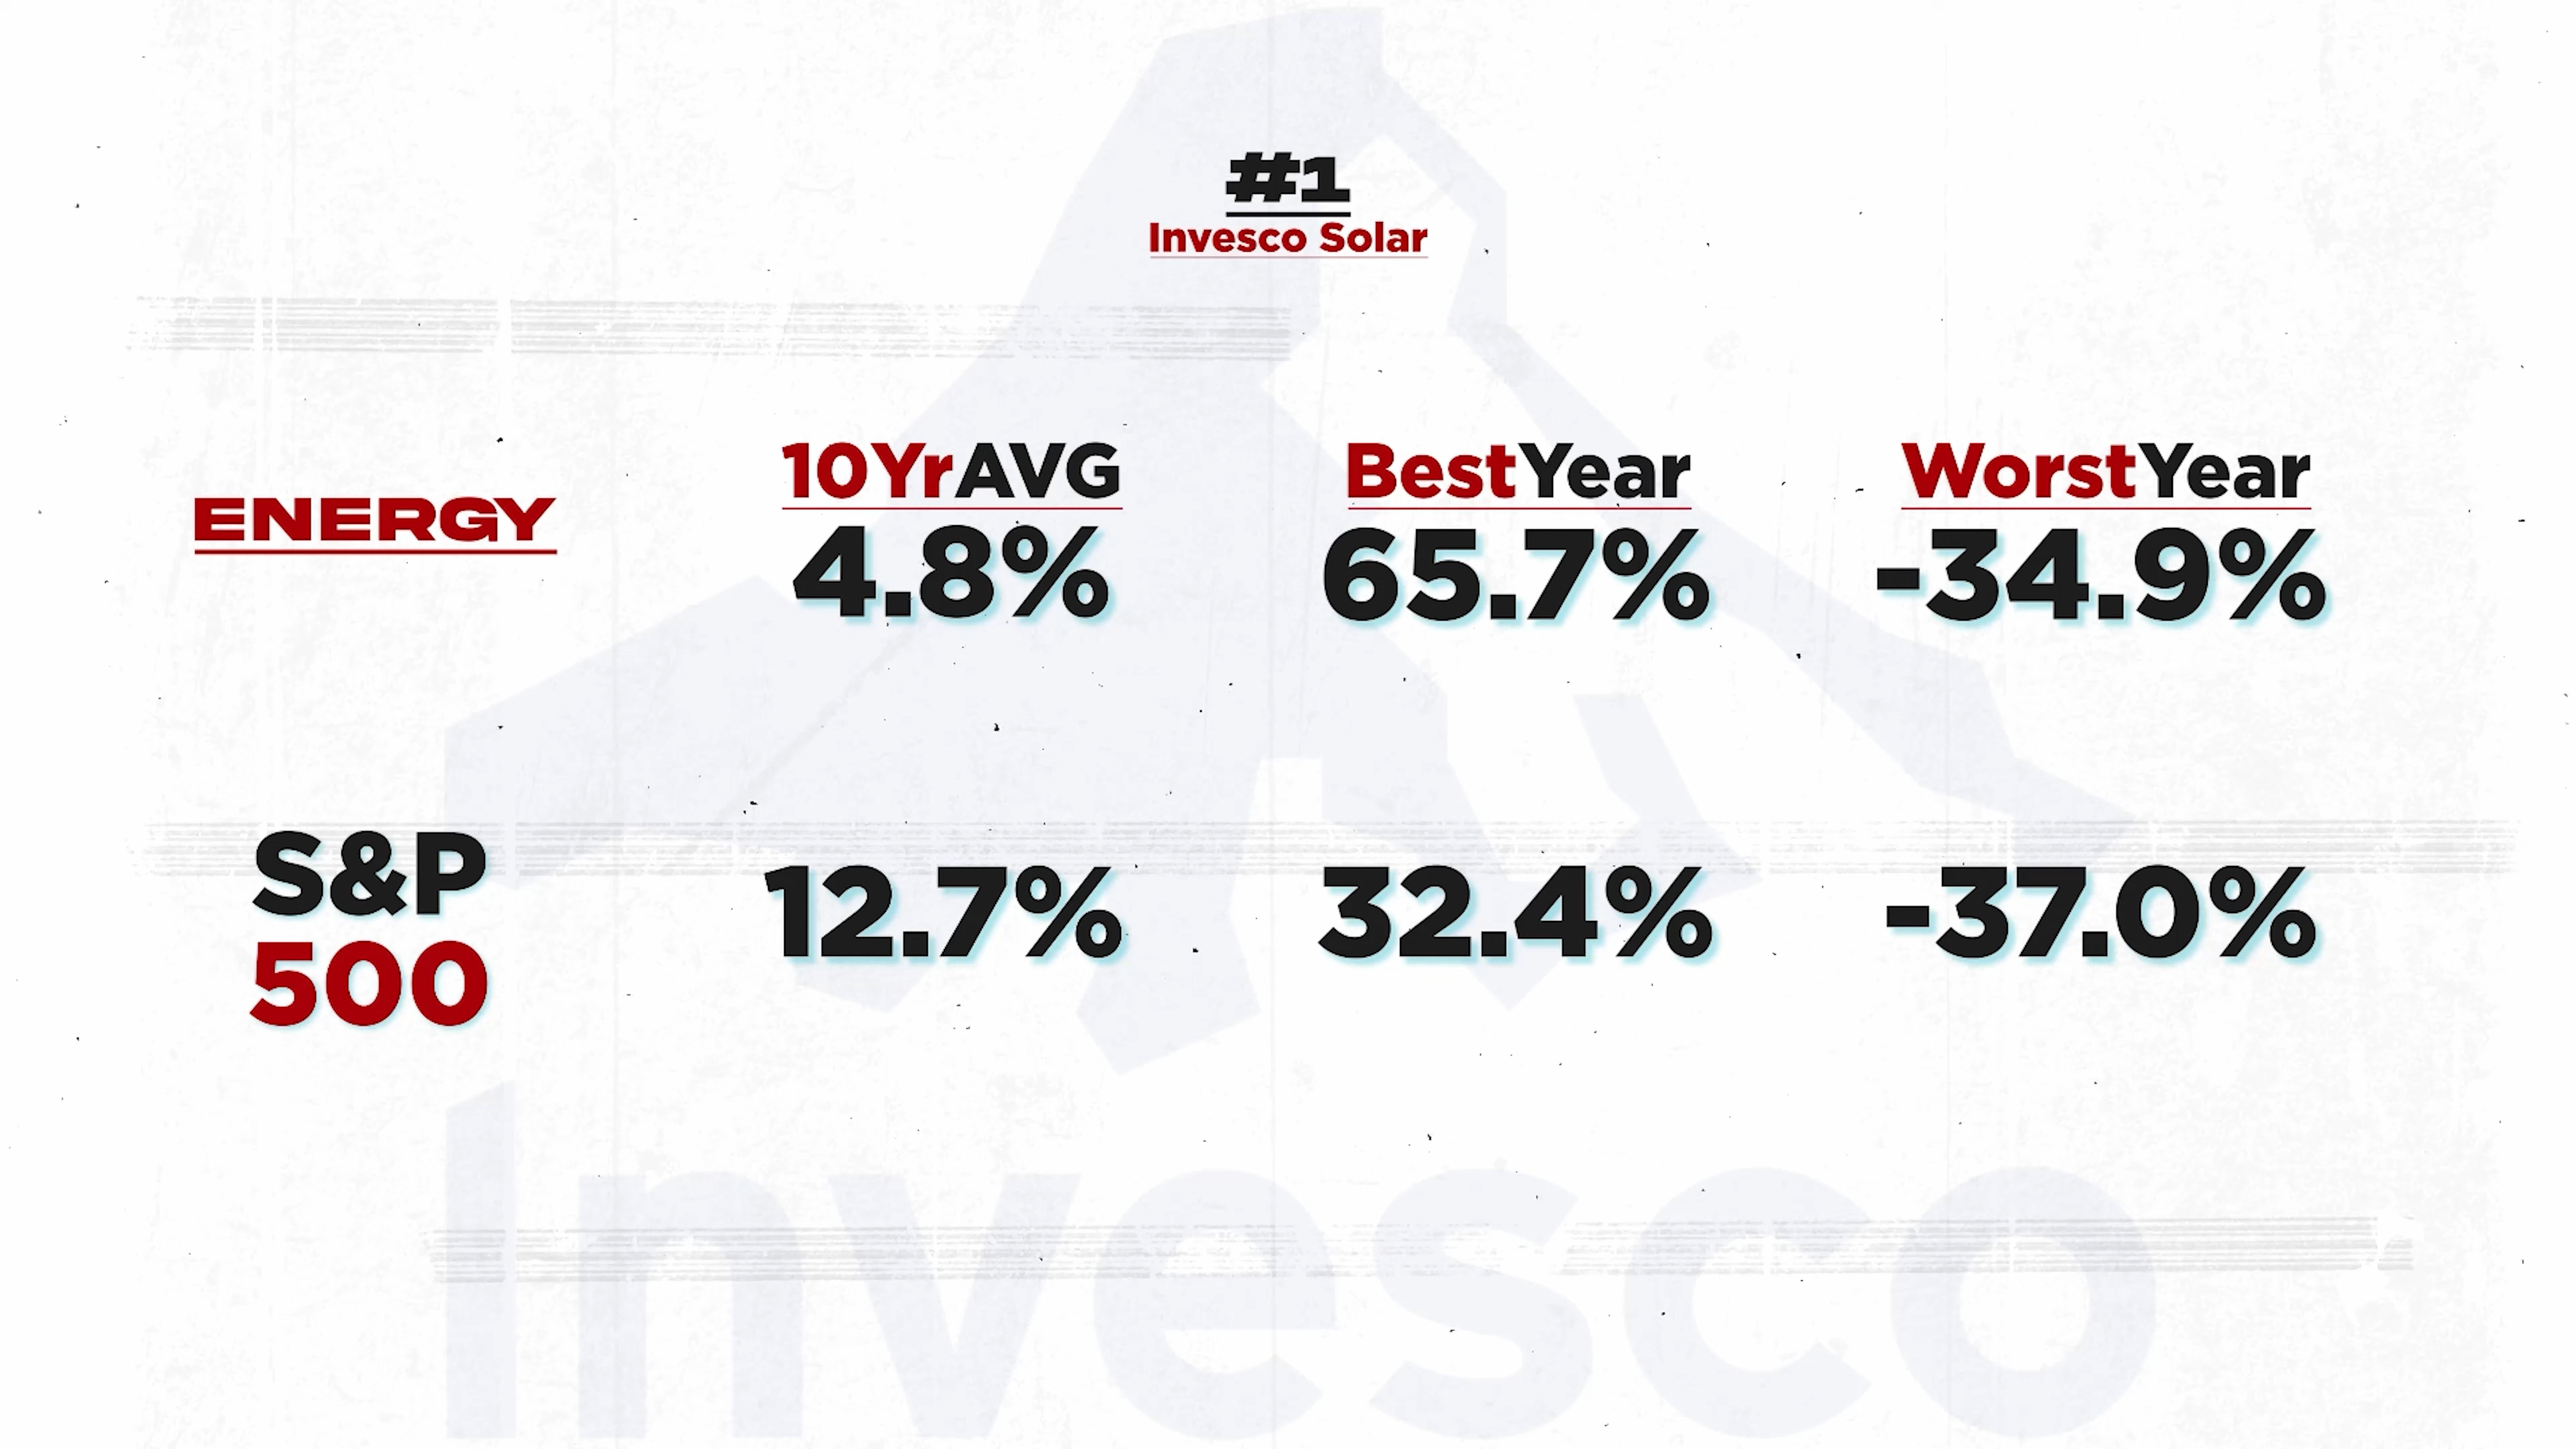 #1
Invesco Solar
ENERGY
10YrAVG BestYear WorstYear
4.8% 65.7% -34.9%
S&P
500
12.7% 32.4% -37.0%
Invesco